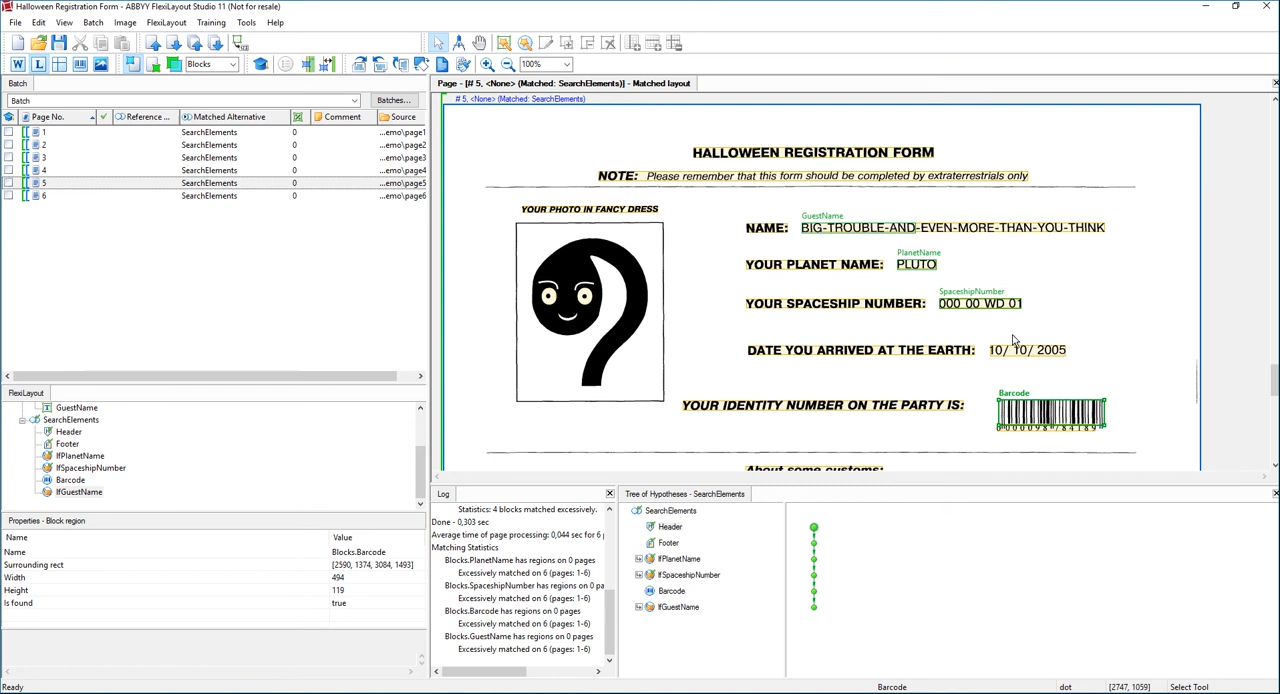 Halloween Registration Form - ABBYY FlexiLayout Studio 11 (Not for resale)
File Edit View Batch Image FlexiLayout Training Tools Help
Blocks
100%
Batch
Batch
Batches...
Page No. Reference ... Matched Alternative Comment Source
1 SearchElements 0 ...emo\page1
2 SearchElements 0 ...emo\page2
3 SearchElements 0 ...emo\page3
4 SearchElements 0 ...emo\page4
5 SearchElements 0 ...emo\page5
6 SearchElements 0 ...emo\page6
FlexiLayout
GuestName
SearchElements
Header
Footer
IfPlanetName
IfSpaceshipNumber
Barcode
IfGuestName
Properties - Block region
Name Value
Name Blocks.Barcode
Surrounding rect [2590, 1374, 3084, 1493]
Width 494
Height 119
Is found true
Page - [# 5, <None> (Matched: SearchElements)] - Matched layout
# 5, <None> (Matched: SearchElements)
HALLOWEEN REGISTRATION FORM
NOTE: Please remember that this form should be completed by extraterrestrials only
YOUR PHOTO IN FANCY DRESS
GuestName
NAME: BIG-TROUBLE-AND-EVEN-MORE-THAN-YOU-THINK
PlanetName
YOUR PLANET NAME: PLUTO
SpaceshipNumber
YOUR SPACESHIP NUMBER: 000 00 WD 01
DATE YOU ARRIVED AT THE EARTH: 10/ 10/ 2005
Barcode
YOUR IDENTITY NUMBER ON THE PARTY IS:
About some customs:
Log
Statistics: 4 blocks matched excessively.
Done - 0,303 sec
Average time of page processing: 0,044 sec for 6
Matching Statistics
Blocks.PlanetName has regions on 0 pages
Excessively matched on 6 (pages: 1-6)
Blocks.SpaceshipNumber has regions on 0 pa
Excessively matched on 6 (pages: 1-6)
Blocks.Barcode has regions on 0 pages
Excessively matched on 6 (pages: 1-6)
Blocks.GuestName has regions on 0 pages
Excessively matched on 6 (pages: 1-6)
Tree of Hypotheses - SearchElements
SearchElements
Header
Footer
IfPlanetName
IfSpaceshipNumber
Barcode
IfGuestName
Ready Barcode dot [2747, 1059] Select Tool